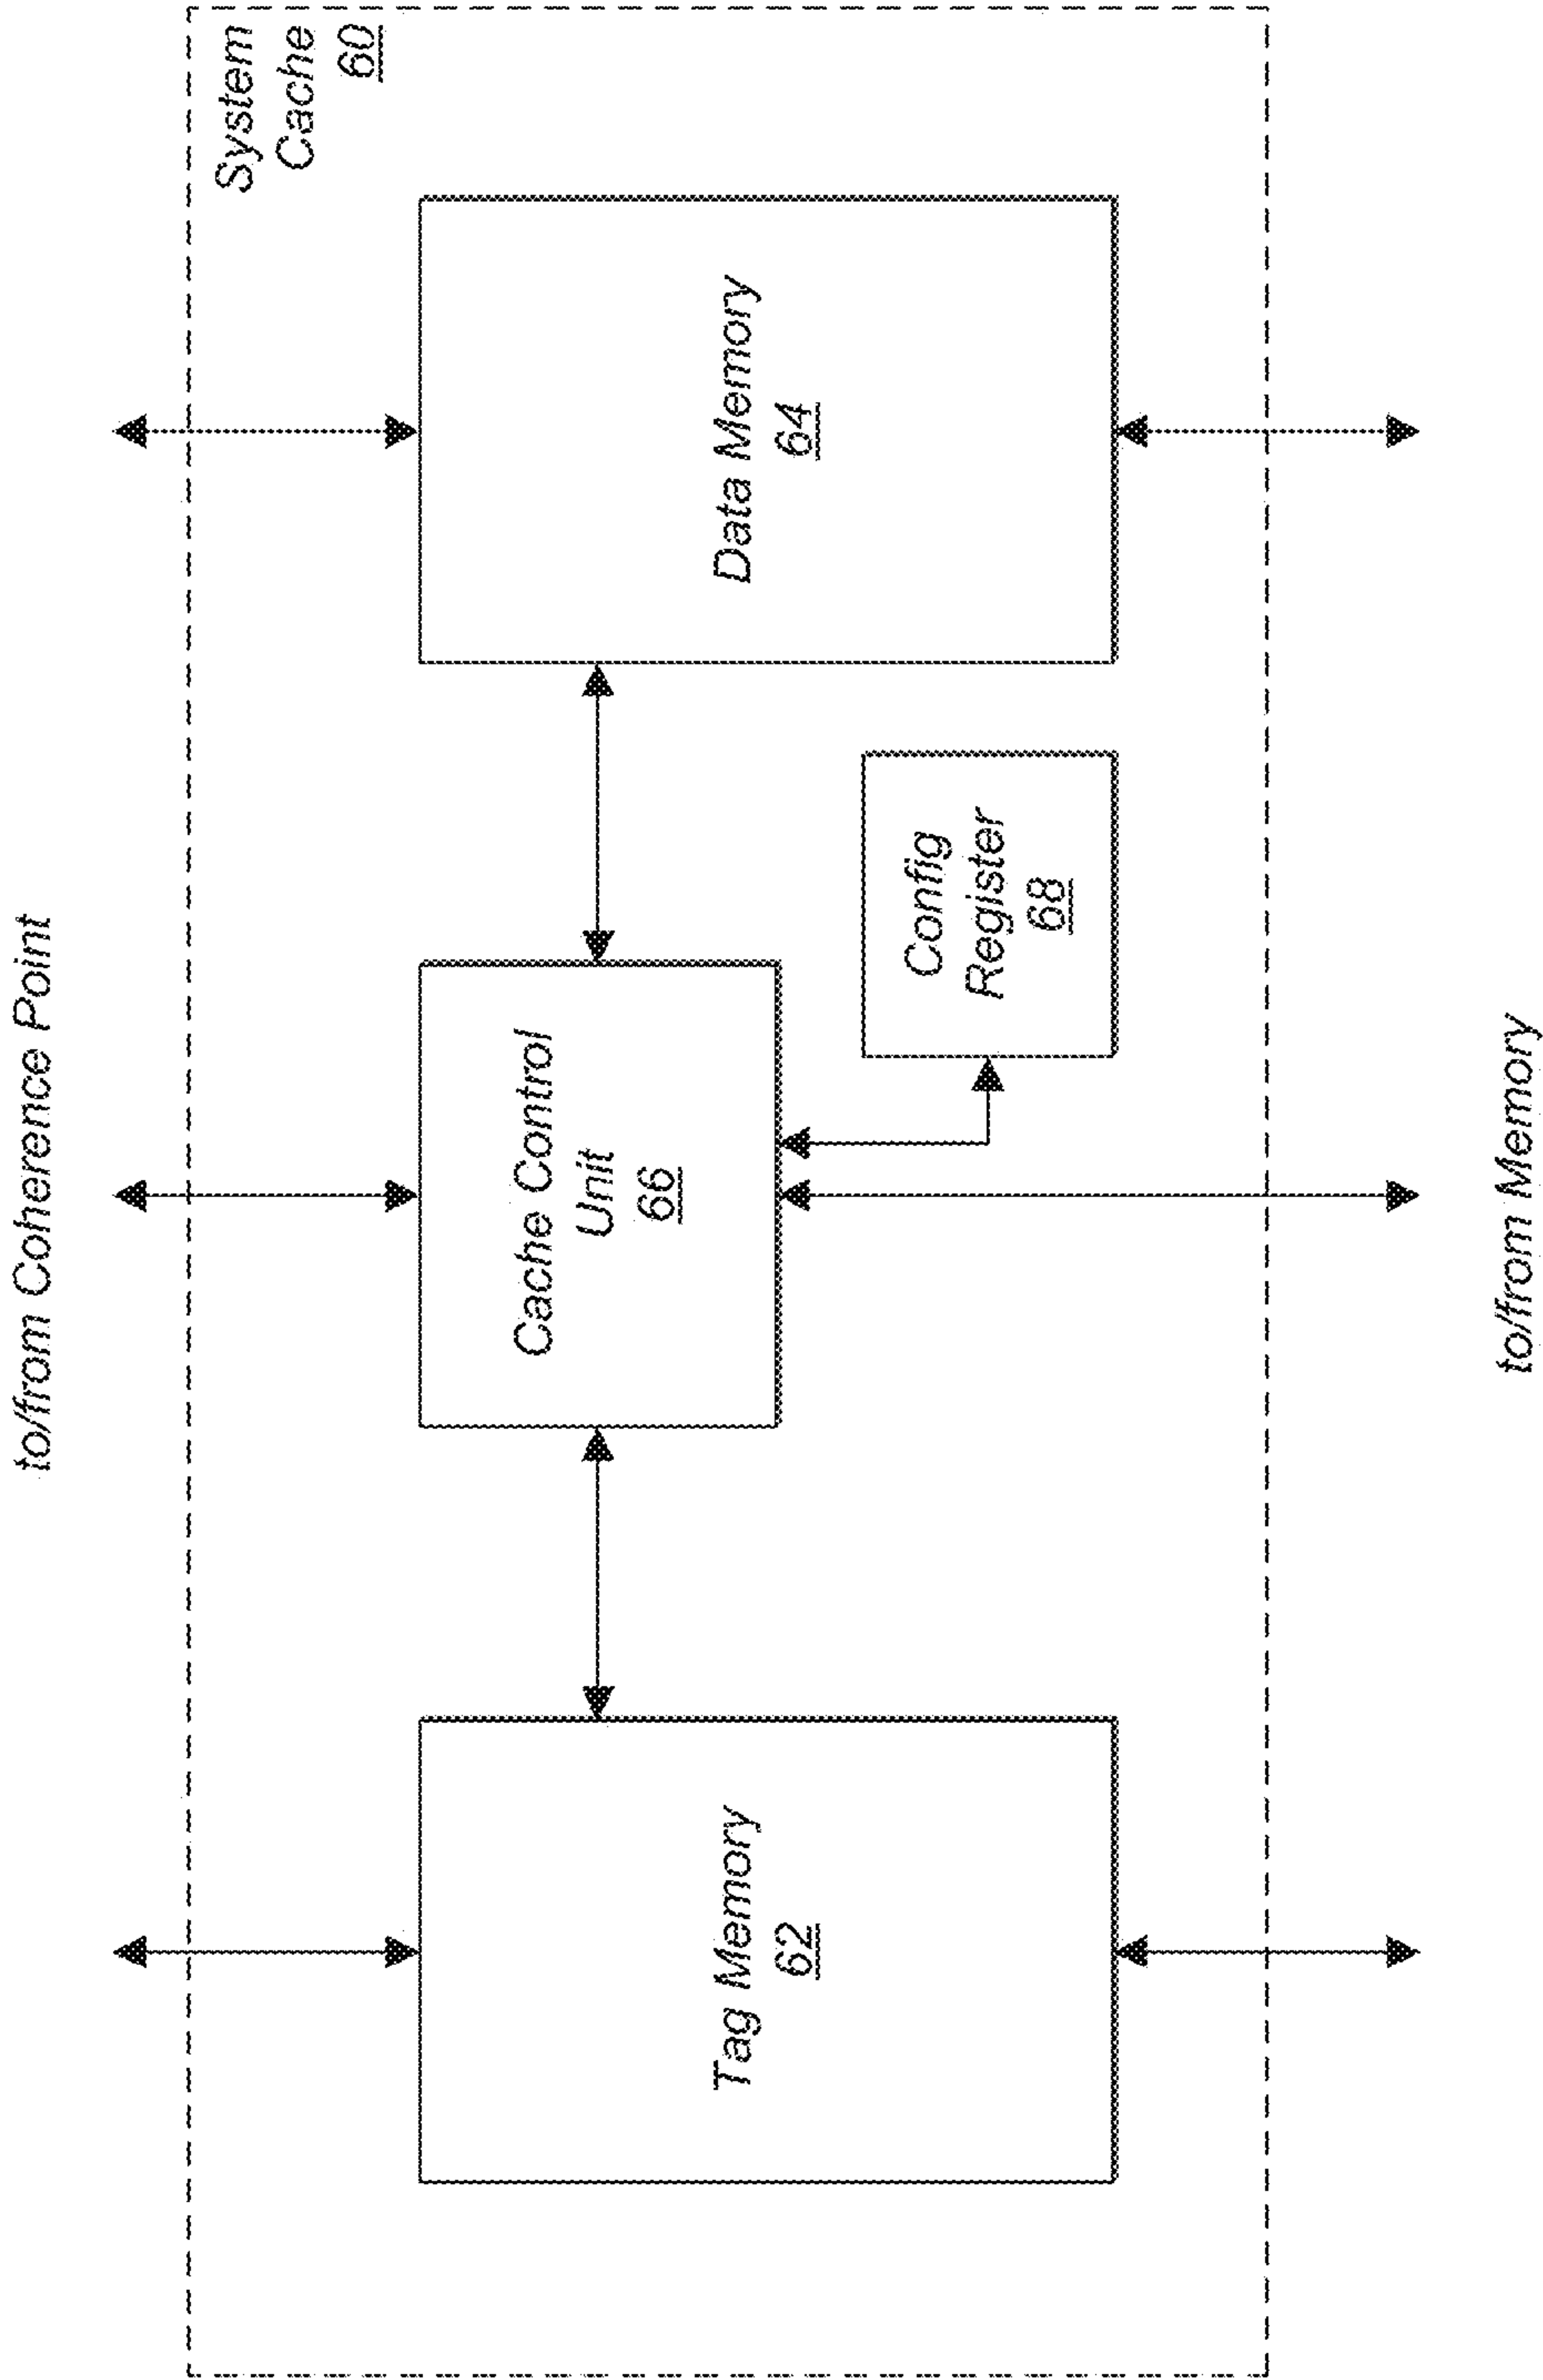 to/from Coherence Point
System
Cache
60
Tag Memory
62
Cache Control
Unit
66
Data Memory
64
Config
Register
68
to/from Memory